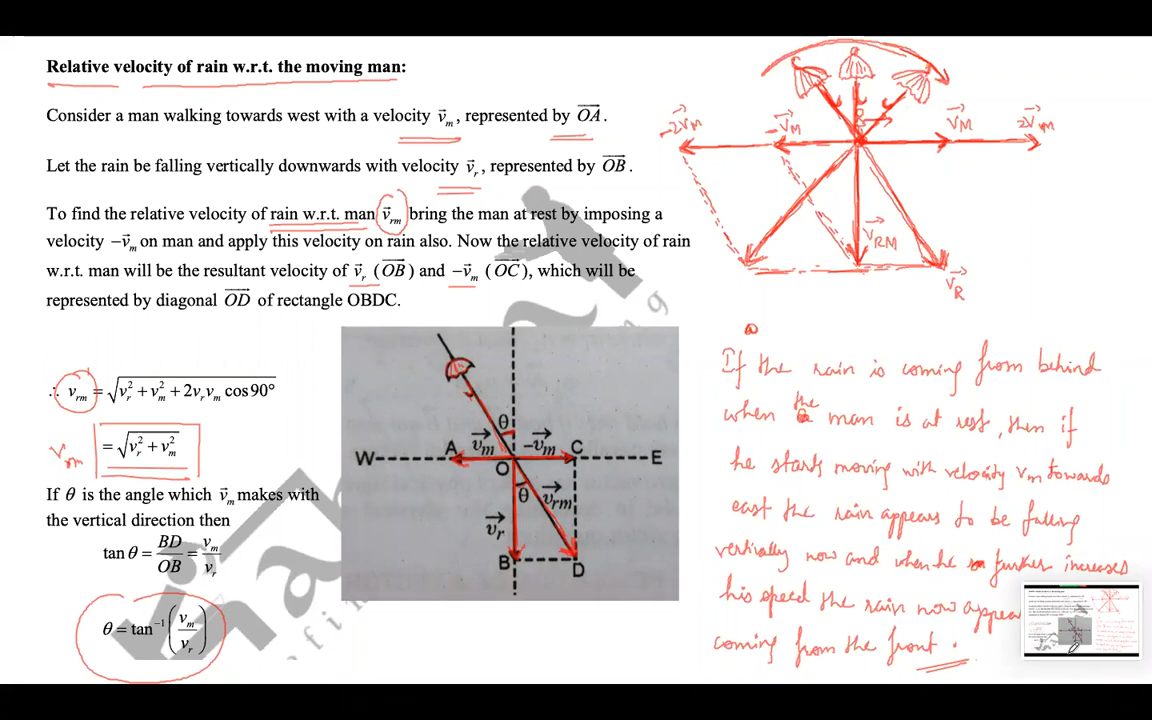 Relative velocity of rain w.r.t. the moving man:
Consider a man walking towards west with a velocity v⃗m, represented by OA⃗.
Let the rain be falling vertically downwards with velocity v⃗r, represented by OB⃗.
To find the relative velocity of rain w.r.t. man v⃗rm bring the man at rest by imposing a
velocity −v⃗m on man and apply this velocity on rain also. Now the relative velocity of rain
w.r.t. man will be the resultant velocity of v⃗r (OB⃗) and −v⃗m (OC⃗), which will be
represented by diagonal OD⃗ of rectangle OBDC.
∴ vrm = √(vr² + vm² + 2vrvm cos90°)
vrm = √(vr² + vm²)
If θ is the angle which v⃗m makes with
the vertical direction then
tan θ = BD/OB = vm/vr
θ = tan⁻¹(vm/vr)
θ
W A v⃗m −v⃗m C E
O
θ v⃗rm
v⃗r
B D
−2V⃗m −V⃗M V⃗M 2V⃗m
V⃗RM
V⃗R
If the rain is coming from behind
when the man is at rest, then if
he starts moving with velocity Vm towards
east the rain appears to be falling
vertically now and when he further increases
his speed the rain now appear
coming from the front.